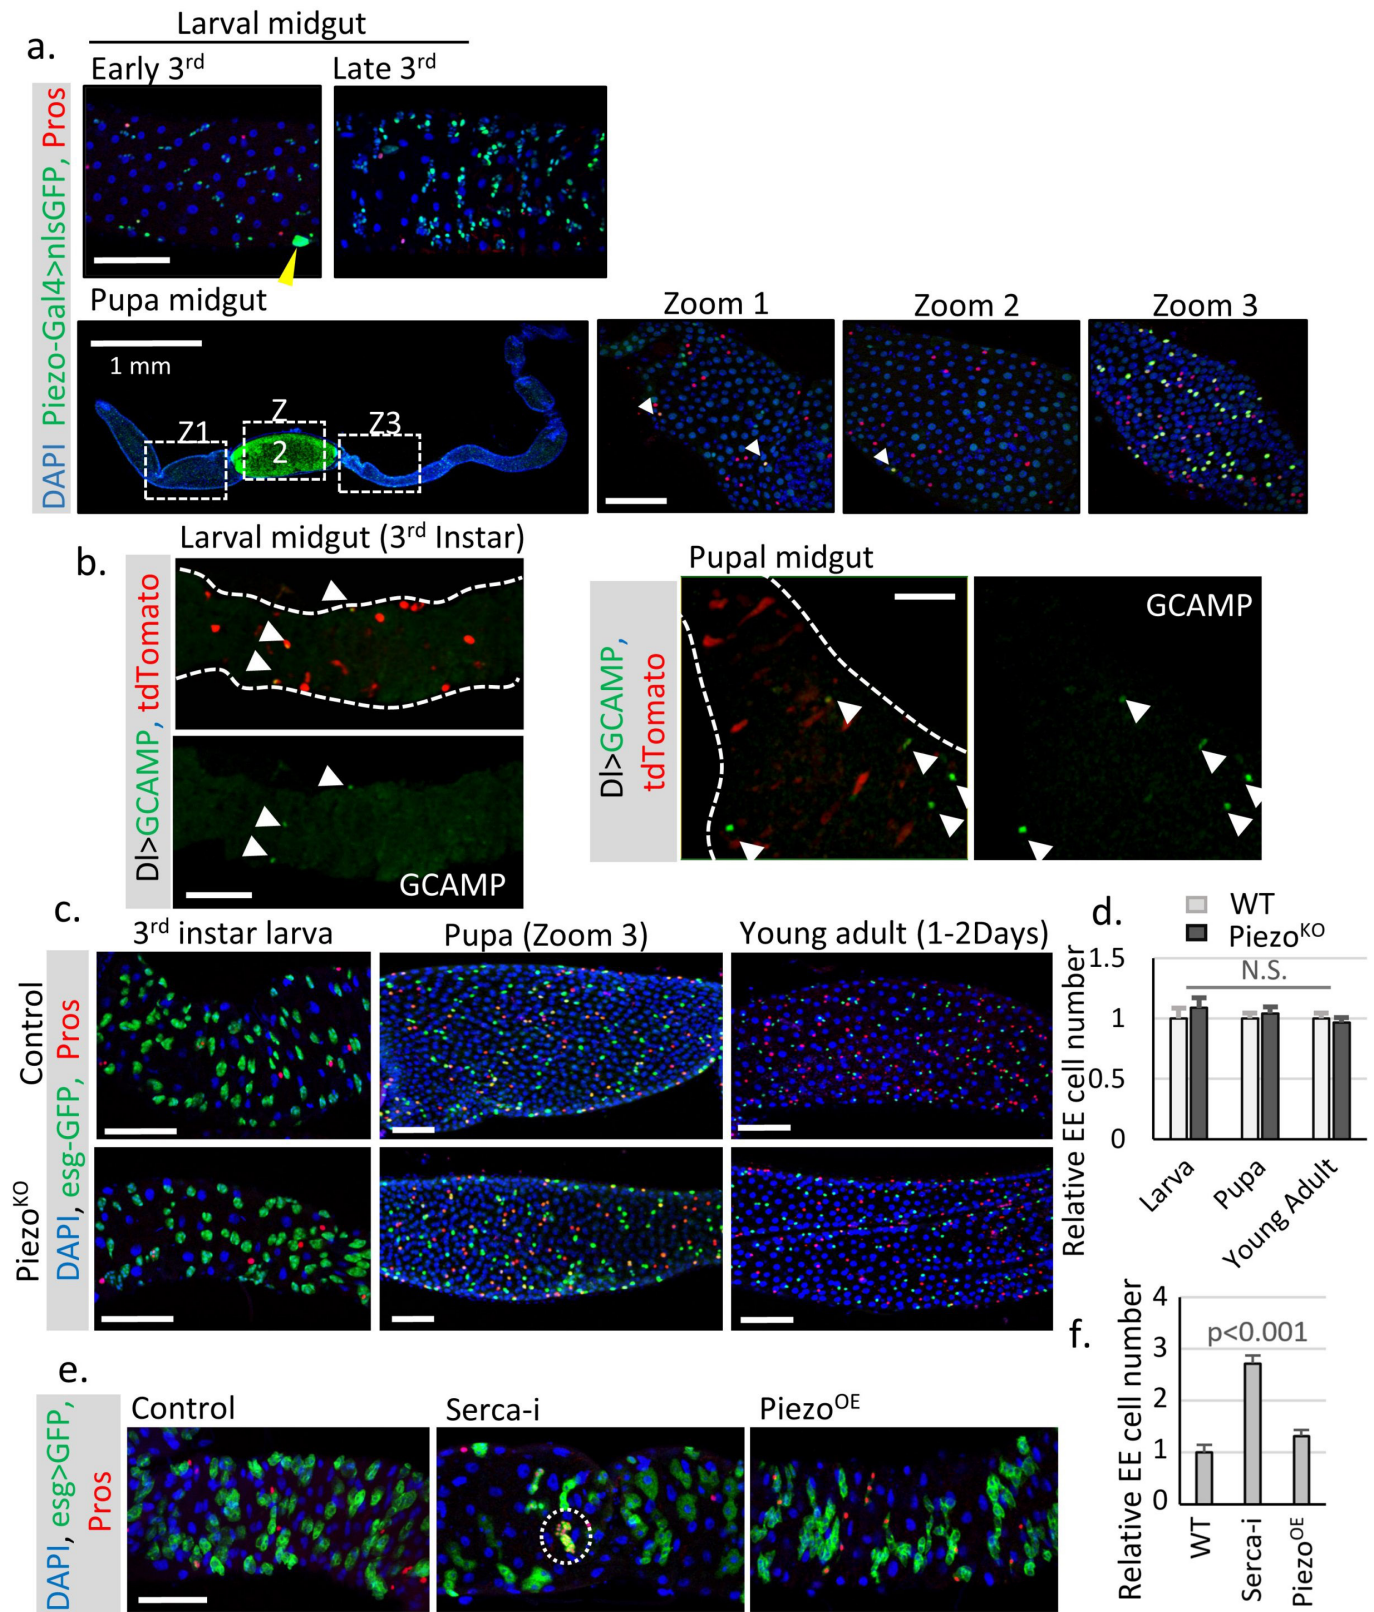 Larval midgut
a.
Early 3rd
Late 3rd
DAPI Piezo-Gal4>nlsGFP, Pros
Pupa midgut
1 mm
Z1
Z
2
Z3
Zoom 1
Zoom 2
Zoom 3
b.
Larval midgut (3rd Instar)
Dl>GCAMP, tdTomato
GCAMP
Pupal midgut
Dl>GCAMP,
tdTomato
GCAMP
c.
3rd instar larva
Pupa (Zoom 3)
Young adult (1-2Days)
Control
PiezoKO
DAPI, esg-GFP, Pros
d.
WT
PiezoKO
Relative EE cell number
1.5
1
0.5
0
N.S.
Larva
Pupa
Young Adult
e.
DAPI, esg>GFP,
Pros
Control
Serca-i
PiezoOE
f.
Relative EE cell number
4
3
2
1
0
p<0.001
WT
Serca-i
PiezoOE